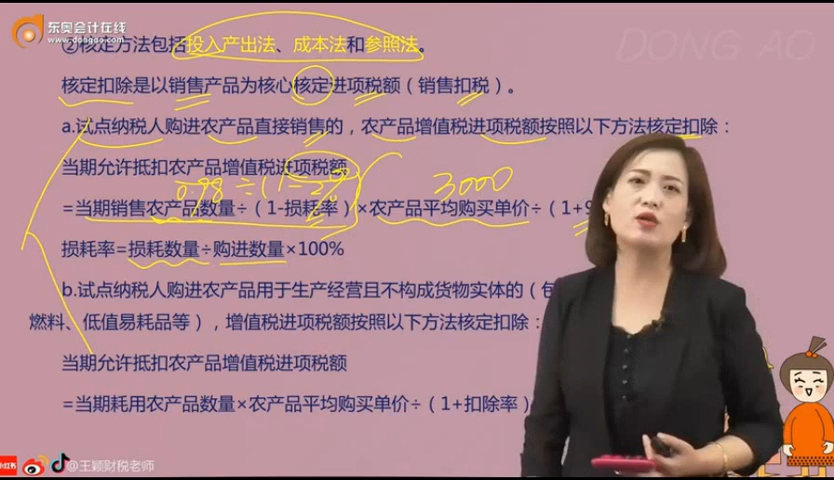 东奥会计在线
www.dongao.com
DONG AO
②核定方法包括投入产出法、成本法和参照法。
核定扣除是以销售产品为核心核定进项税额（销售扣税）。
a.试点纳税人购进农产品直接销售的，农产品增值税进项税额按照以下方法核定扣除：
当期允许抵扣农产品增值税进项税额
0.98÷(1-2%) 3000
=当期销售农产品数量÷（1-损耗率）×农产品平均购买单价÷（1+9
损耗率=损耗数量÷购进数量×100%
b.试点纳税人购进农产品用于生产经营且不构成货物实体的（包
燃料、低值易耗品等），增值税进项税额按照以下方法核定扣除：
当期允许抵扣农产品增值税进项税额
=当期耗用农产品数量×农产品平均购买单价÷（1+扣除率）
小红书 @王颖财税老师